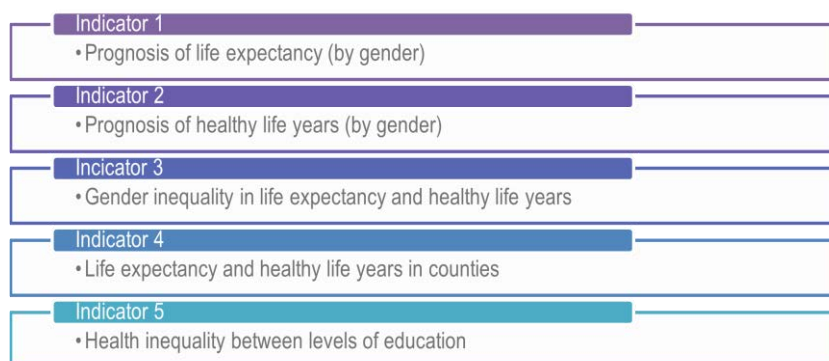 Indicator 1
•Prognosis of life expectancy (by gender)
Indicator 2
•Prognosis of healthy life years (by gender)
Incicator 3
•Gender inequality in life expectancy and healthy life years
Indicator 4
•Life expectancy and healthy life years in counties
Indicator 5
•Health inequality between levels of education